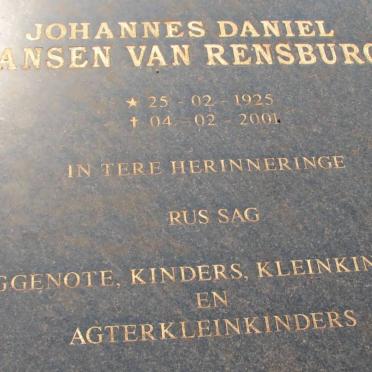 JOHANNES DANIEL
ANSEN VAN RENSBURG
★ 25 - 02 - 1925
✝ 04 - 02 - 2001
IN TERE HERINNERINGE
RUS SAG
GGENOTE, KINDERS, KLEINKIN
EN
AGTERKLEINKINDERS